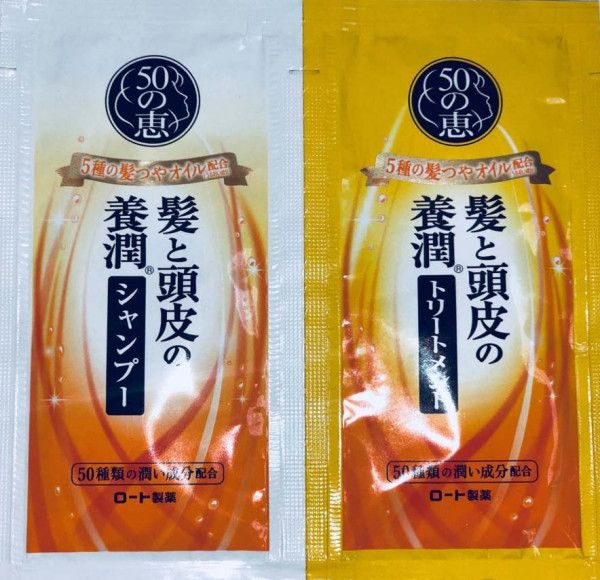 50の恵
5種の髪つやオイル配合
髪と頭皮の
養潤®
シャンプー
50種類の潤い成分配合
ロート製薬
50の恵
5種の髪つやオイル配合
髪と頭皮の
養潤®
トリートメント
50種類の潤い成分配合
ロート製薬